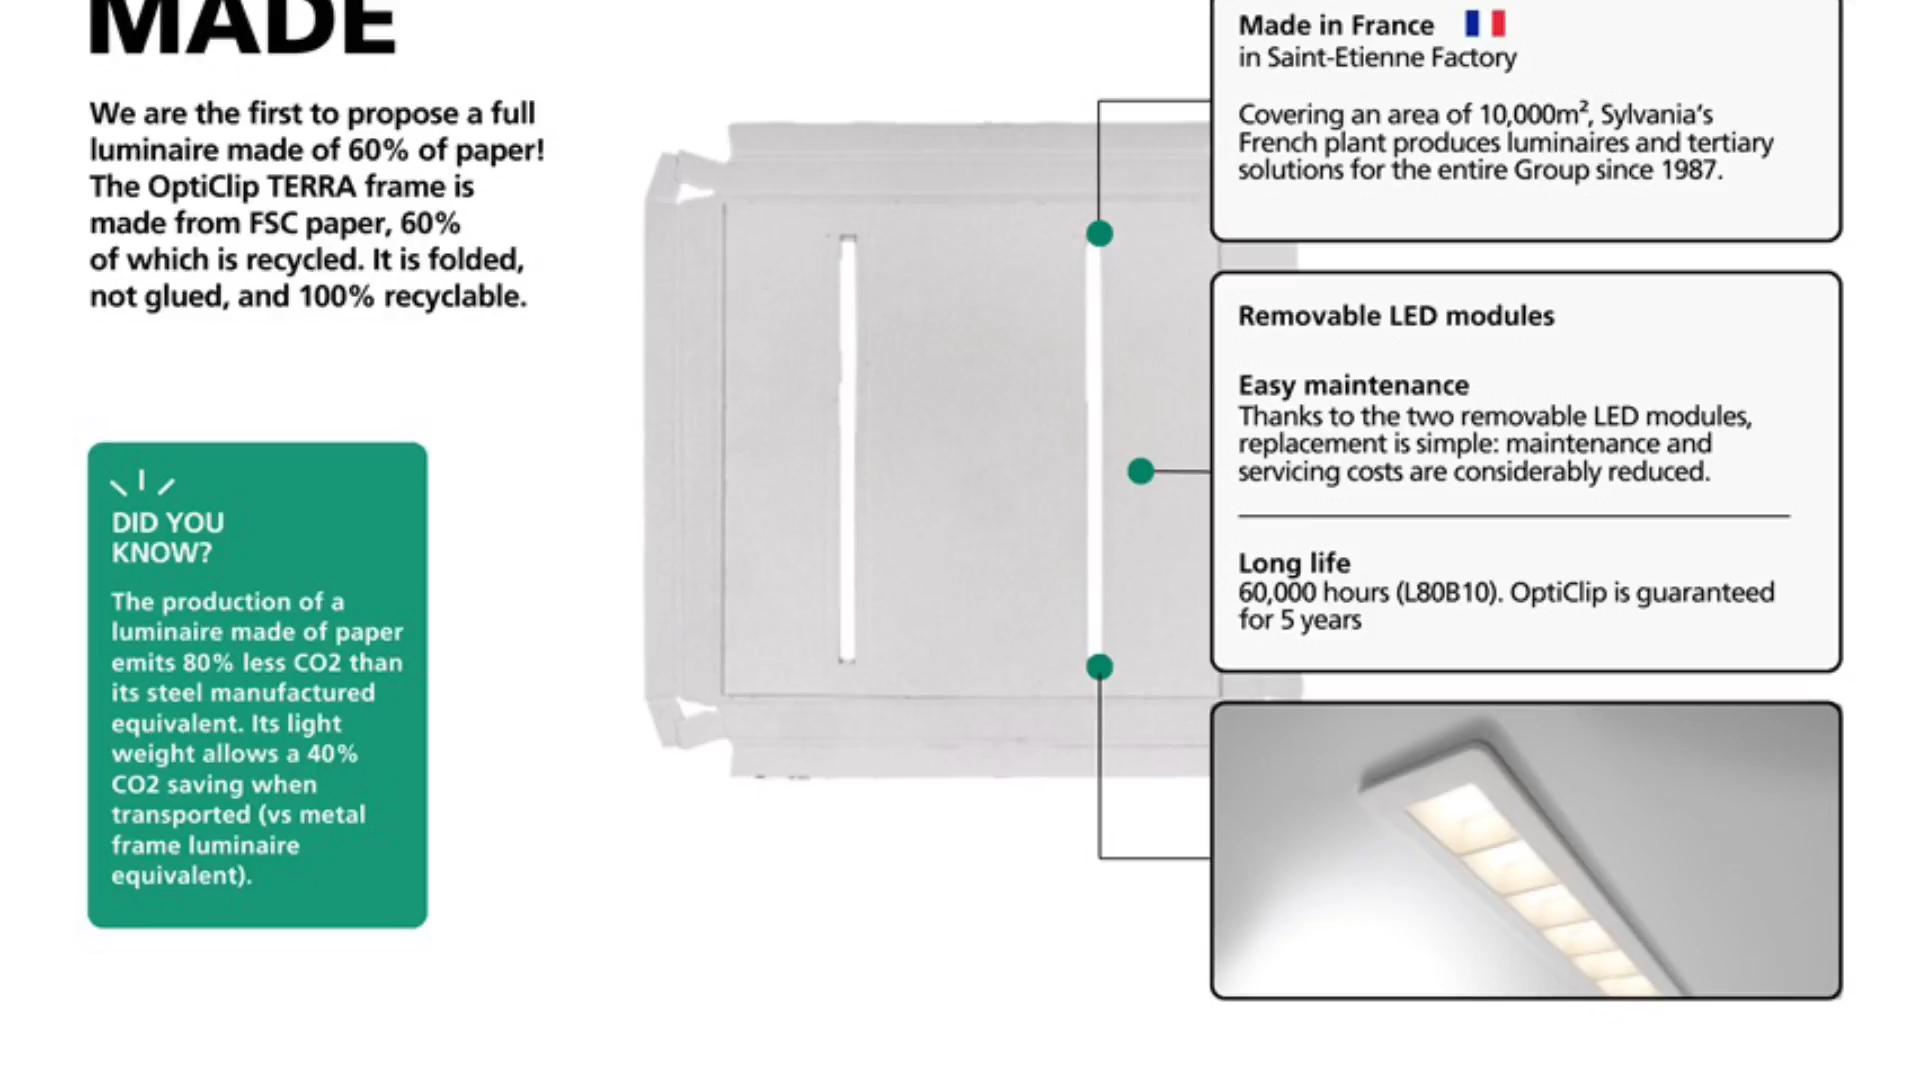 MADE
We are the first to propose a full
luminaire made of 60% of paper!
The OptiClip TERRA frame is
made from FSC paper, 60%
of which is recycled. It is folded,
not glued, and 100% recyclable.
DID YOU
KNOW?
The production of a
luminaire made of paper
emits 80% less CO2 than
its steel manufactured
equivalent. Its light
weight allows a 40%
CO2 saving when
transported (vs metal
frame luminaire
equivalent).
Made in France
in Saint-Etienne Factory
Covering an area of 10,000m², Sylvania’s
French plant produces luminaires and tertiary
solutions for the entire Group since 1987.
Removable LED modules
Easy maintenance
Thanks to the two removable LED modules,
replacement is simple: maintenance and
servicing costs are considerably reduced.
Long life
60,000 hours (L80B10). OptiClip is guaranteed
for 5 years